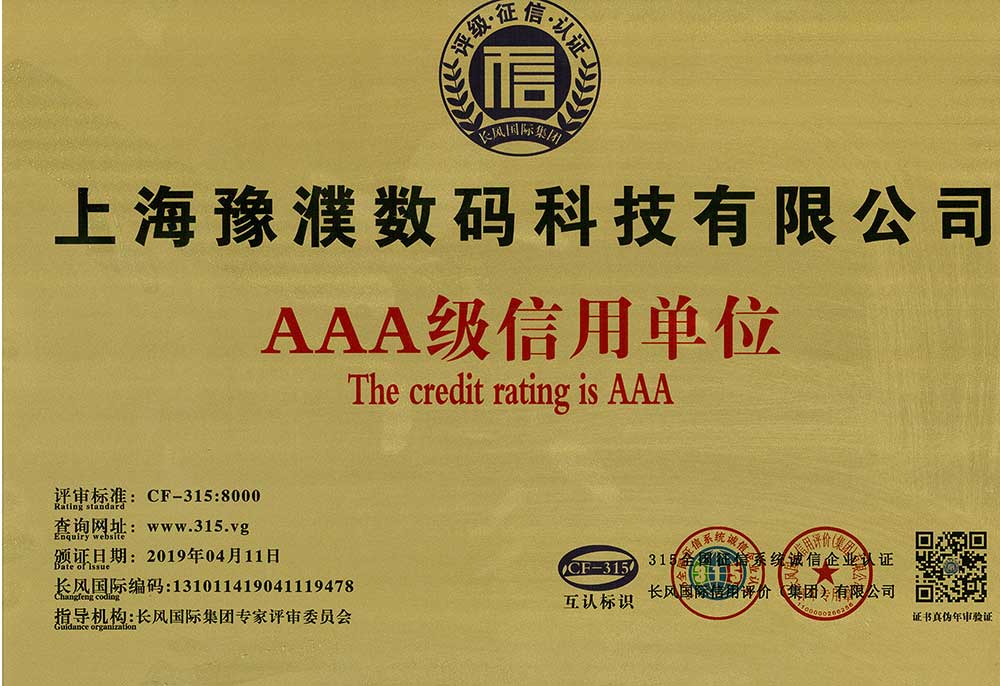 评级·征信·认证
信
长风国际集团
上海豫濮数码科技有限公司
AAA级信用单位
The credit rating is AAA
评审标准：CF-315:8000
Rating standard
查询网址：www.315.vg
Enquiry website
颁证日期：2019年04月11日
Date of Issue
长风国际编码:131011419041119478
Changfeng coding
指导机构:长风国际集团专家评审委员会
Guidance organization
CF-315
互认标识
315全国征信系统诚信企业认证
长风国际信用评价（集团）有限公司
315
证书真伪年审验证